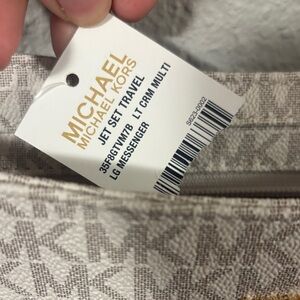 MICHAEL
MICHAEL KORS
JET SET TRAVEL
35F8GTVM7B LT CRM MULTI
LG MESSENGER